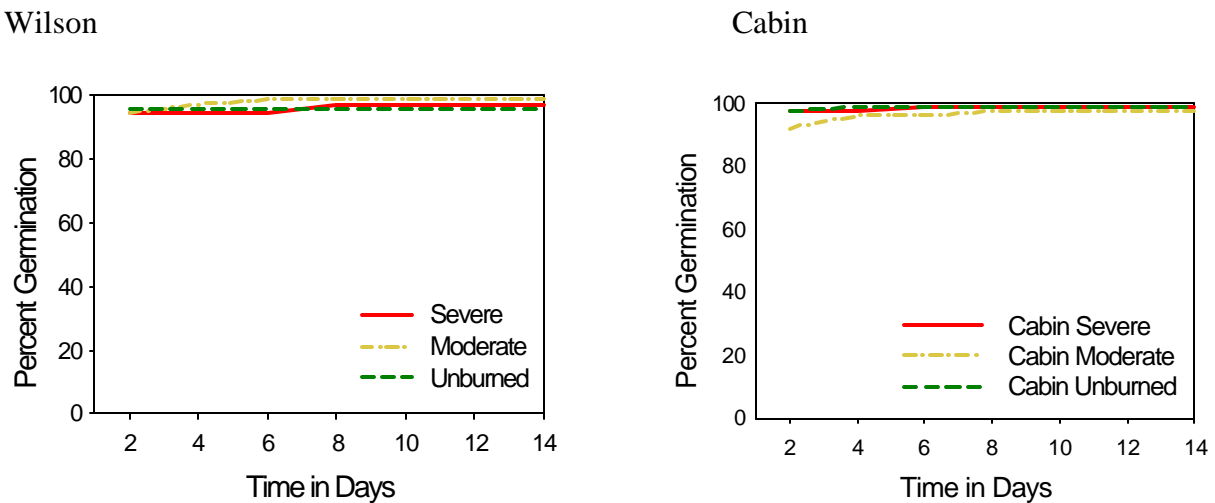 Wilson
Percent Germination
100
80
60
40
20
0
Severe
Moderate
Unburned
2 4 6 8 10 12 14
Time in Days
Cabin
Percent Germination
100
80
60
40
20
0
Cabin Severe
Cabin Moderate
Cabin Unburned
2 4 6 8 10 12 14
Time in Days